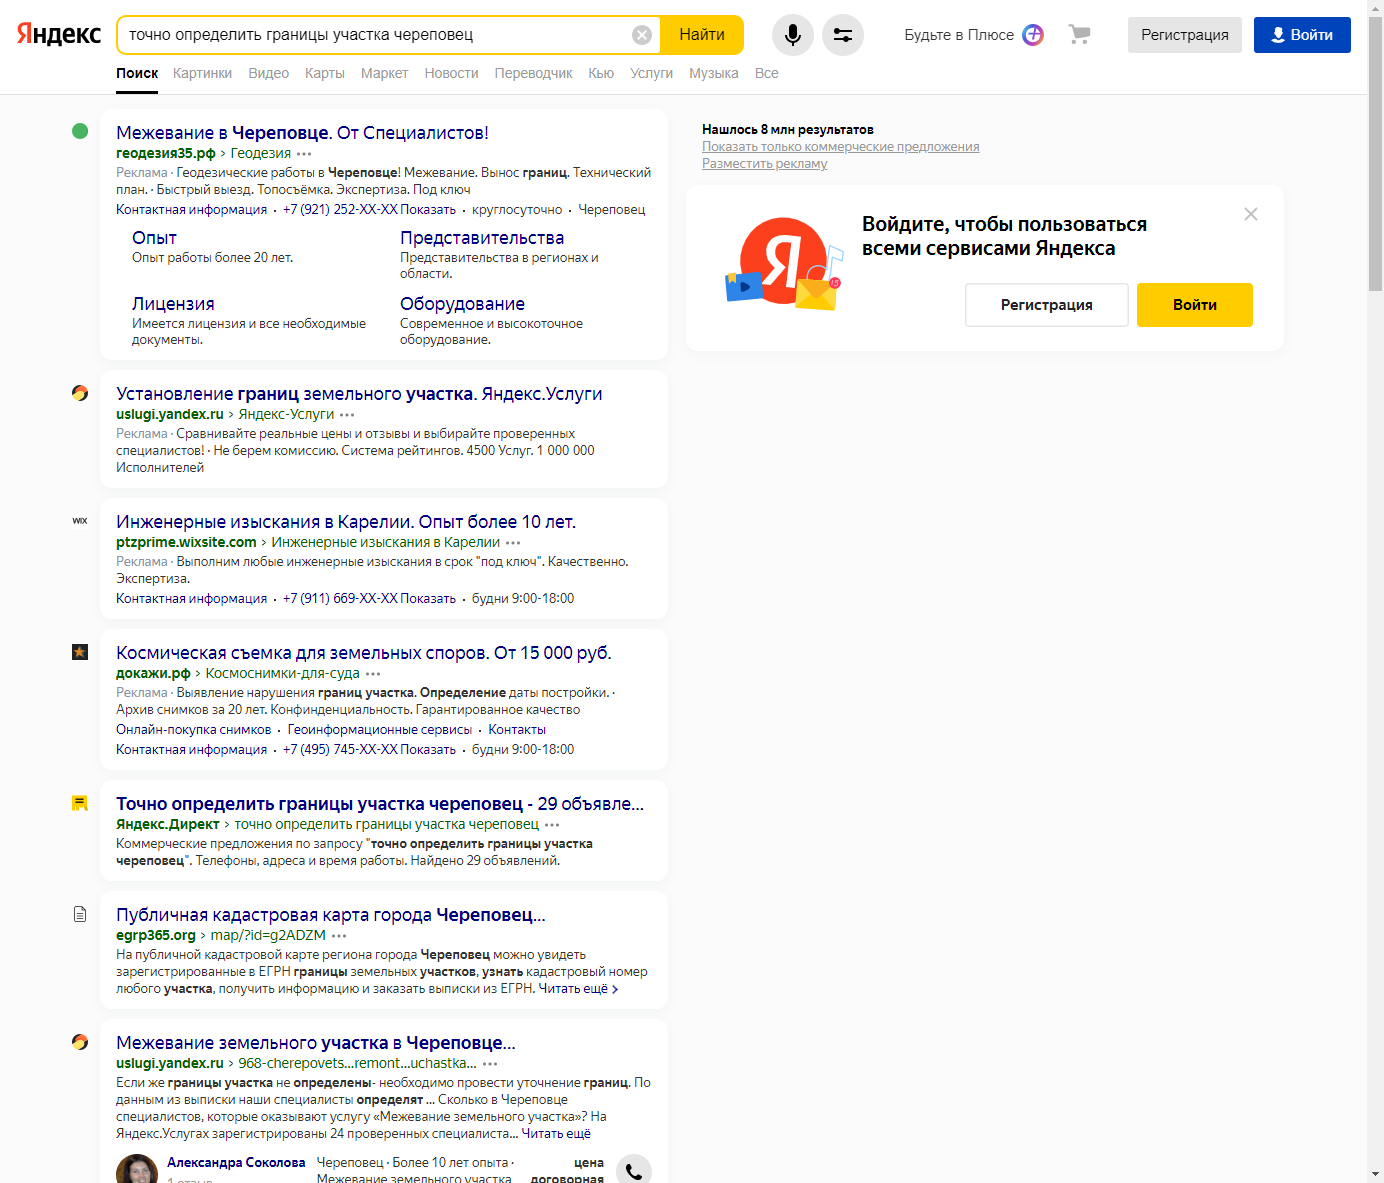 Яндекс
точно определить границы участка череповец
Найти
Будьте в Плюсе
Регистрация
Войти
Поиск Картинки Видео Карты Маркет Новости Переводчик Кью Услуги Музыка Все
Межевание в Череповце. От Специалистов!
геодезия35.рф › Геодезия
Реклама · Геодезические работы в Череповце! Межевание. Вынос границ. Технический
план. · Быстрый выезд. Топосъёмка. Экспертиза. Под ключ
Контактная информация · +7 (921) 252-XX-XX Показать · круглосуточно · Череповец
Опыт
Опыт работы более 20 лет.
Представительства
Представительства в регионах и
области.
Лицензия
Имеется лицензия и все необходимые
документы.
Оборудование
Современное и высокоточное
оборудование.
Установление границ земельного участка. Яндекс.Услуги
uslugi.yandex.ru › Яндекс-Услуги
Реклама · Сравнивайте реальные цены и отзывы и выбирайте проверенных
специалистов! · Не берем комиссию. Система рейтингов. 4500 Услуг. 1 000 000
Исполнителей
WIX
Инженерные изыскания в Карелии. Опыт более 10 лет.
ptzprime.wixsite.com › Инженерные изыскания в Карелии
Реклама · Выполним любые инженерные изыскания в срок "под ключ". Качественно.
Экспертиза.
Контактная информация · +7 (911) 669-XX-XX Показать · будни 9:00-18:00
Космическая съемка для земельных споров. От 15 000 руб.
докажи.рф › Космоснимки-для-суда
Реклама · Выявление нарушения границ участка. Определение даты постройки. ·
Архив снимков за 20 лет. Конфинденциальность. Гарантированное качество
Онлайн-покупка снимков · Геоинформационные сервисы · Контакты
Контактная информация · +7 (495) 745-XX-XX Показать · будни 9:00-18:00
Точно определить границы участка череповец - 29 объявле...
Яндекс.Директ › точно определить границы участка череповец
Коммерческие предложения по запросу "точно определить границы участка
череповец". Телефоны, адреса и время работы. Найдено 29 объявлений.
Публичная кадастровая карта города Череповец...
egrp365.org › map/?id=g2ADZM
На публичной кадастровой карте региона города Череповец можно увидеть
зарегистрированные в ЕГРН границы земельных участков, узнать кадастровый номер
любого участка, получить информацию и заказать выписки из ЕГРН. Читать ещё ›
Межевание земельного участка в Череповце...
uslugi.yandex.ru › 968-cherepovets...remont...uchastka...
Если же границы участка не определены- необходимо провести уточнение границ. По
данным из выписки наши специалисты определят ... Сколько в Череповце
специалистов, которые оказывают услугу «Межевание земельного участка»? На
Яндекс.Услугах зарегистрированы 24 проверенных специалиста... Читать ещё
Александра Соколова
1 отзыв
Череповец · Более 10 лет опыта ·
Межевание земельного участка
цена
договорная
Нашлось 8 млн результатов
Показать только коммерческие предложения
Разместить рекламу
Я
15
Войдите, чтобы пользоваться
всеми сервисами Яндекса
Регистрация
Войти